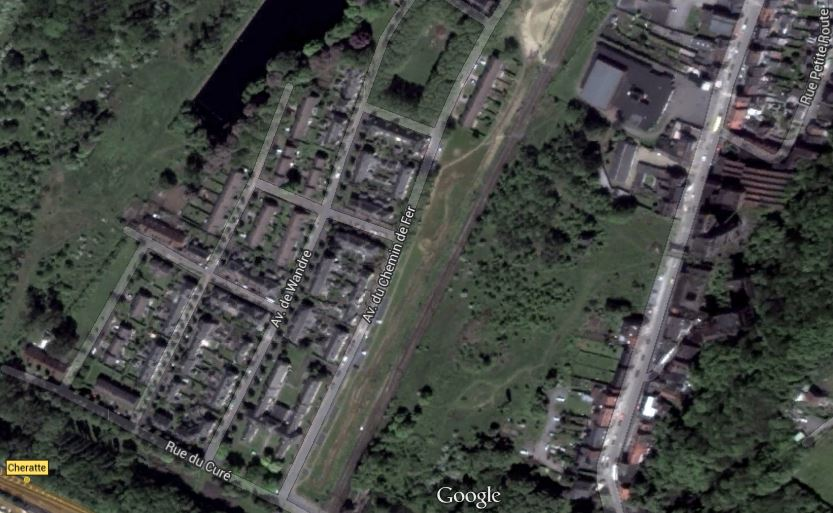 Rue Petite Route
Av. du Chemin de Fer
Av. de Wandre
Rue du Curé
Cheratte
Google